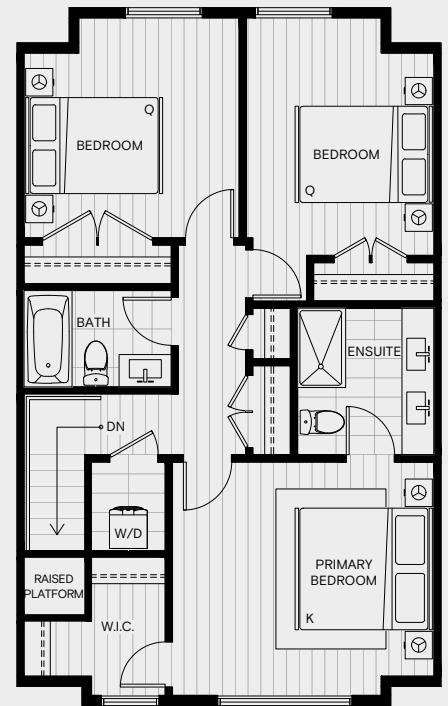 Q
BEDROOM
BEDROOM
Q
BATH
ENSUITE
DN
W/D
PRIMARY
BEDROOM
K
RAISED
PLATFORM
W.I.C.